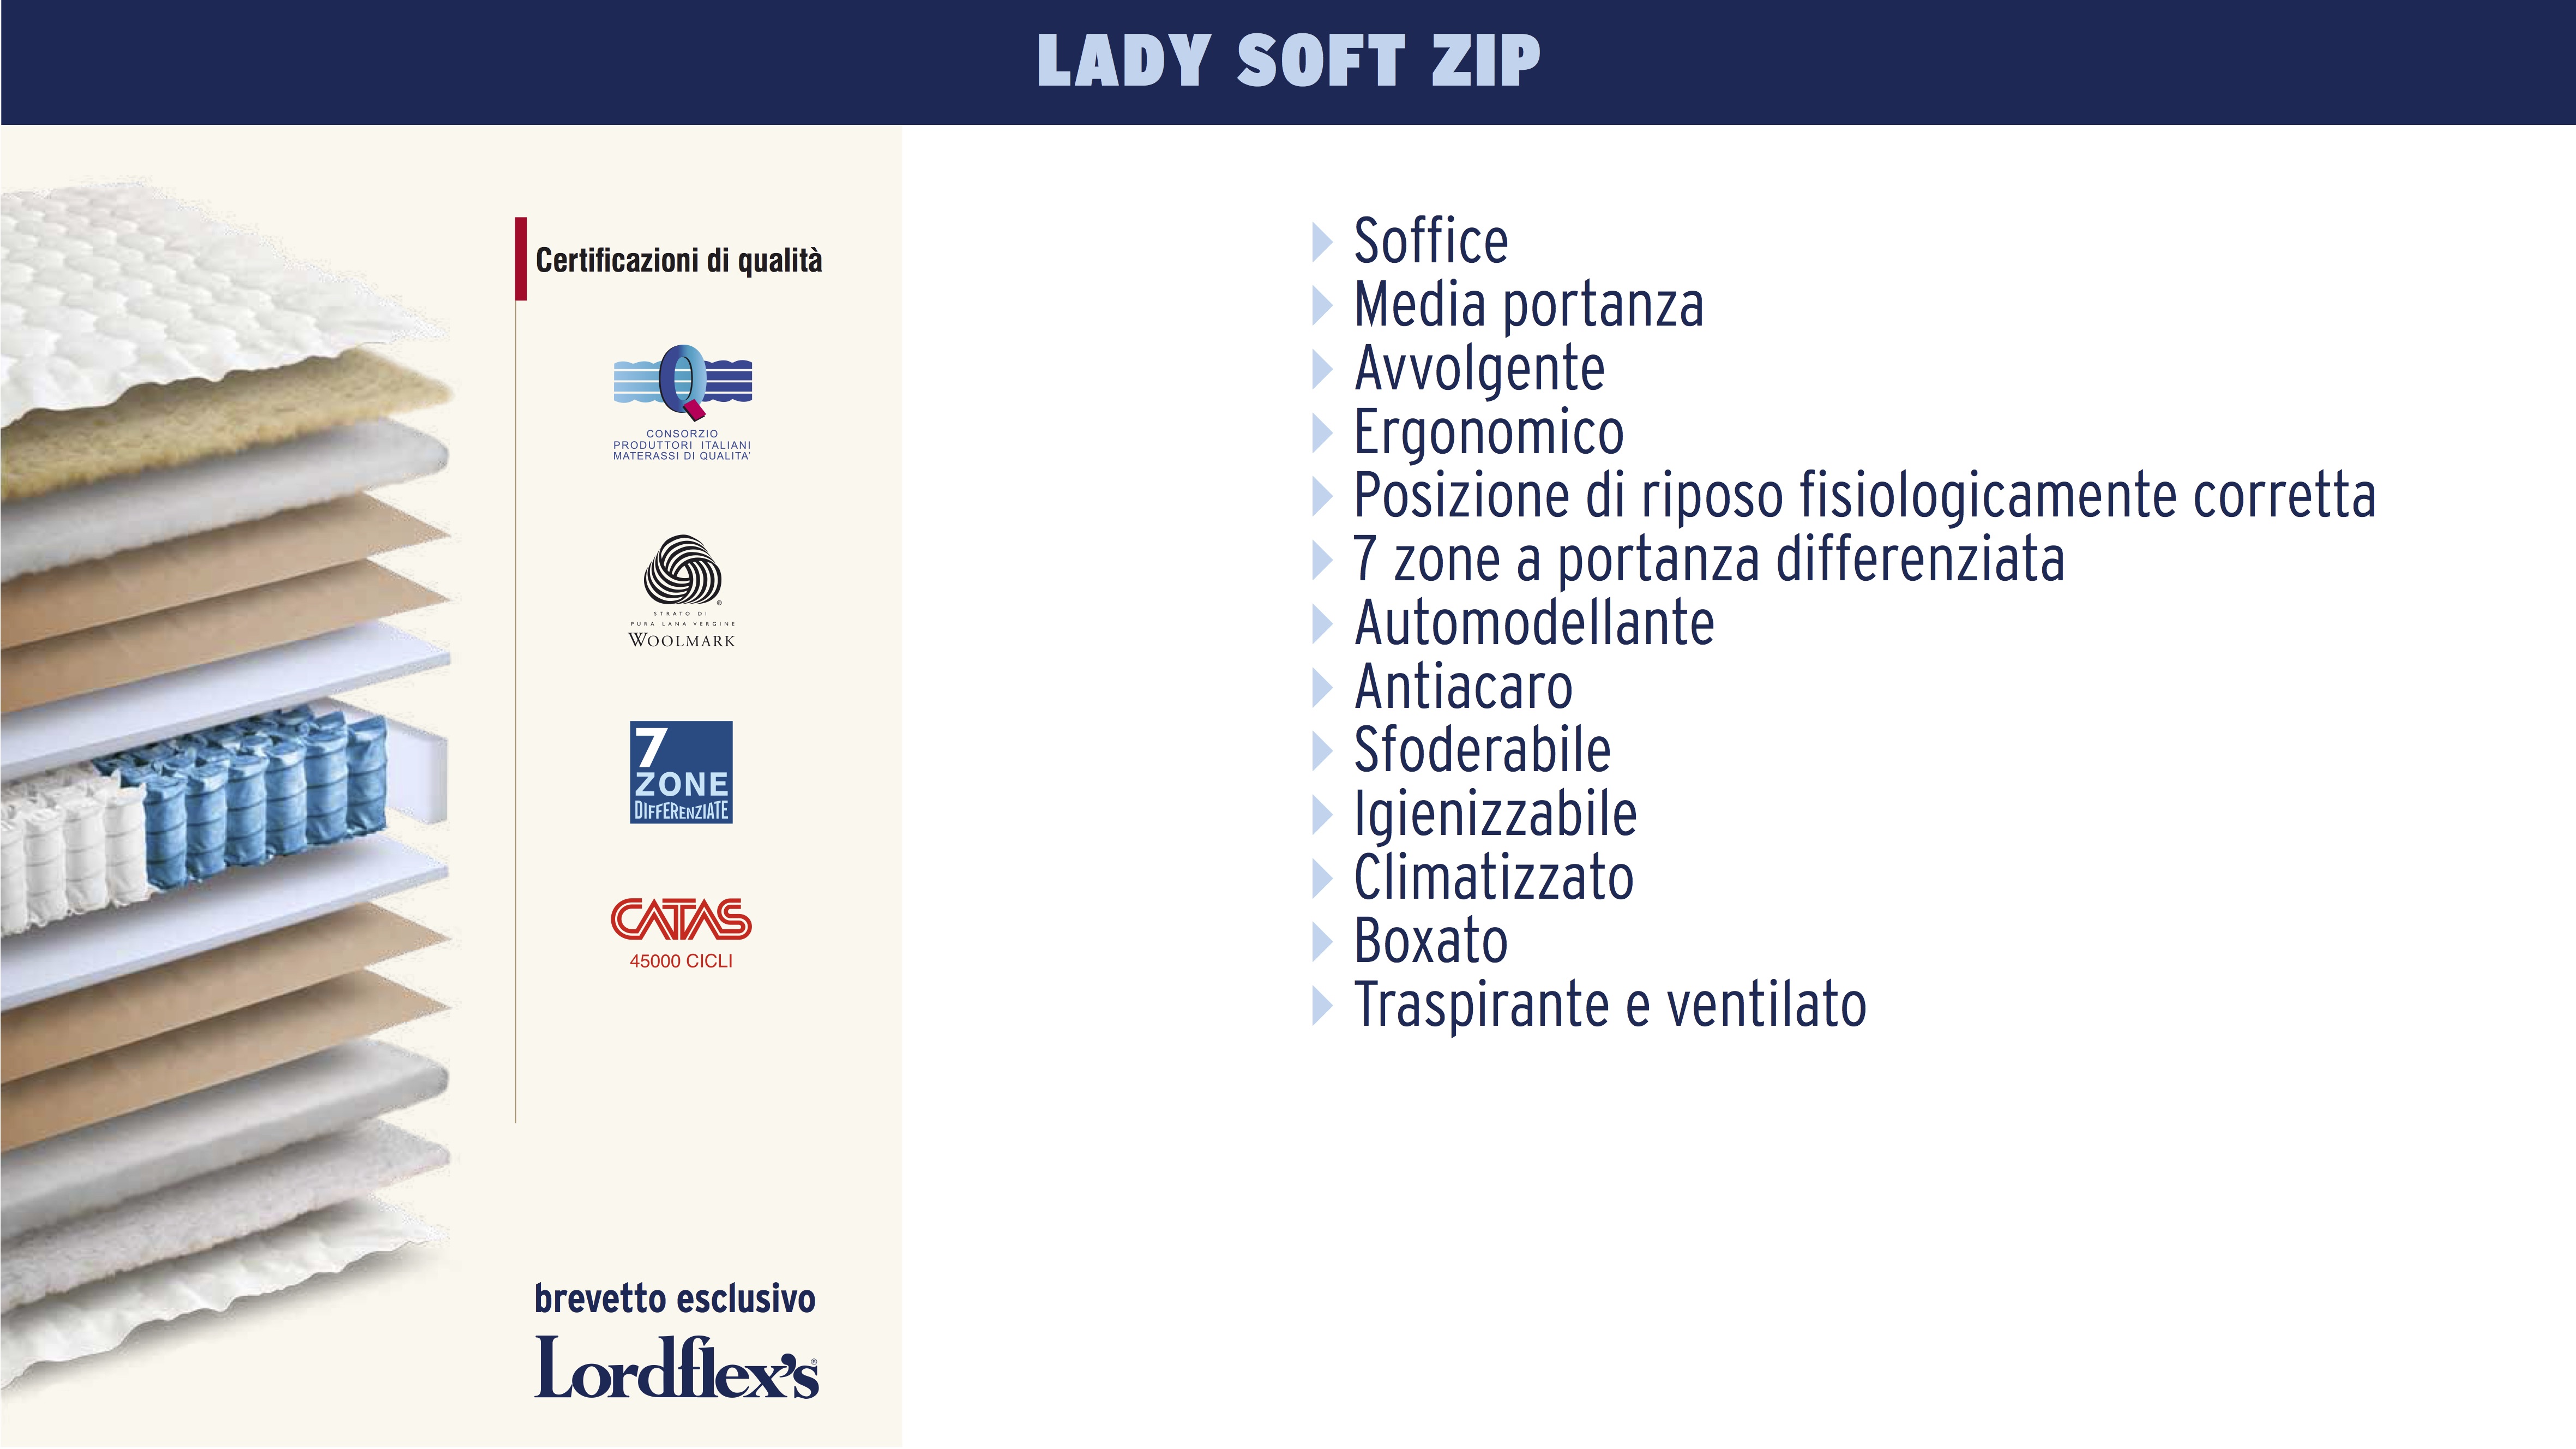 LADY SOFT ZIP
Certificazioni di qualità
CONSORZIO
PRODUTTORI ITALIANI
MATERASSI DI QUALITA'
STRATO DI
PURA LANA VERGINE
WOOLMARK
7
ZONE
DIFFERENZIATE
CATAS
45000 CICLI
brevetto esclusivo
Lordflex's®
Soffice
Media portanza
Avvolgente
Ergonomico
Posizione di riposo fisiologicamente corretta
7 zone a portanza differenziata
Automodellante
Antiacaro
Sfoderabile
Igienizzabile
Climatizzato
Boxato
Traspirante e ventilato